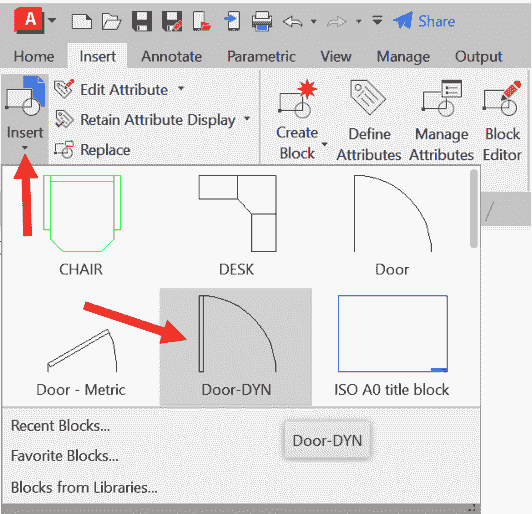 A Share
Home Insert Annotate Parametric View Manage Output
Insert
Edit Attribute
Retain Attribute Display
Replace
Create Block
Define Attributes
Manage Attributes
Block Editor
CHAIR DESK Door
Door - Metric Door-DYN ISO A0 title block
Recent Blocks...
Favorite Blocks...
Blocks from Libraries...
Door-DYN